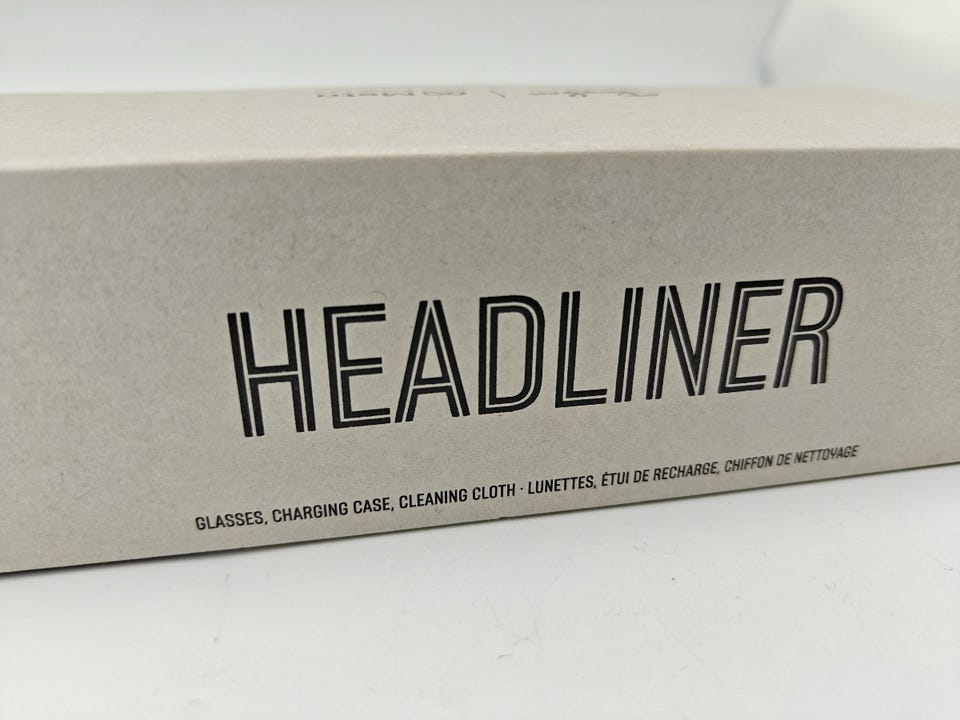 HEADLINER
GLASSES, CHARGING CASE, CLEANING CLOTH · LUNETTES, ÉTUI DE RECHARGE, CHIFFON DE NETTOYAGE